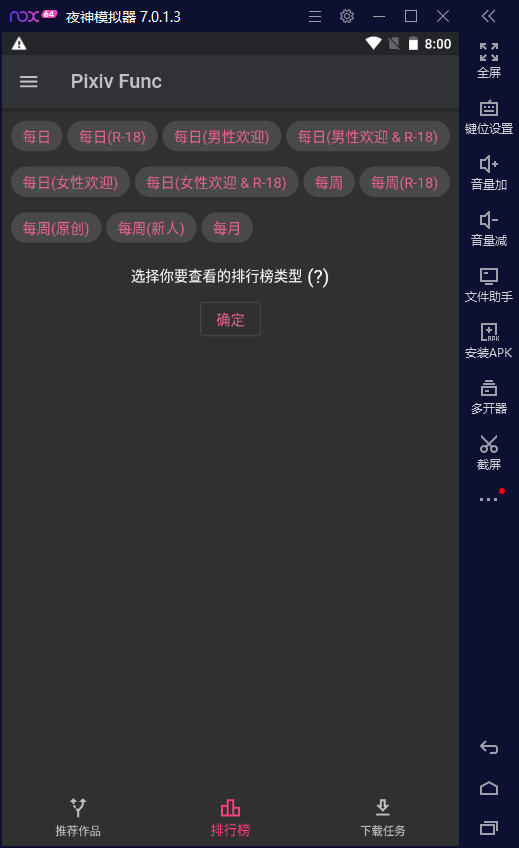 nox 64 夜神模拟器 7.0.1.3
8:00
Pixiv Func
每日 每日(R-18) 每日(男性欢迎) 每日(男性欢迎 & R-18)
每日(女性欢迎) 每日(女性欢迎 & R-18) 每周 每周(R-18)
每周(原创) 每周(新人) 每月
选择你要查看的排行榜类型 (?)
确定
推荐作品 排行榜 下载任务
全屏
键位设置
音量加
音量减
文件助手
APK
安装APK
多开器
截屏